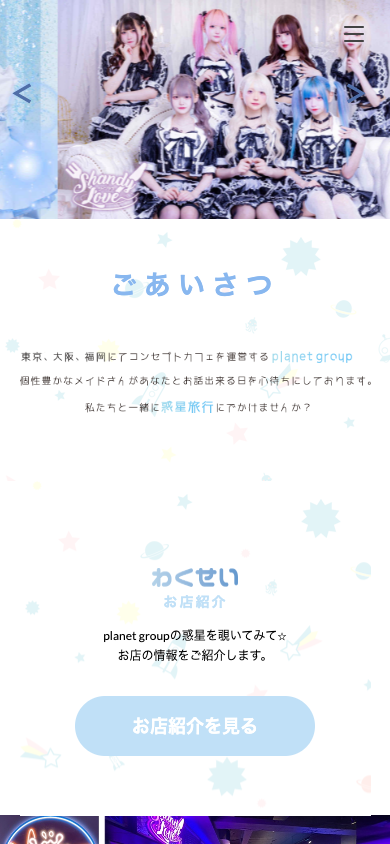 Shandy
Love
ごあいさつ
東京、大阪、福岡にてコンセプトカフェを運営する planet group
個性豊かなメイドさんがあなたとお話出来る日を心待ちにしております。
私たちと一緒に惑星旅行にでかけませんか？
わくせい
お店紹介
planet groupの惑星を覗いてみて☆
お店の情報をご紹介します。
お店紹介を見る
Shandy
Love